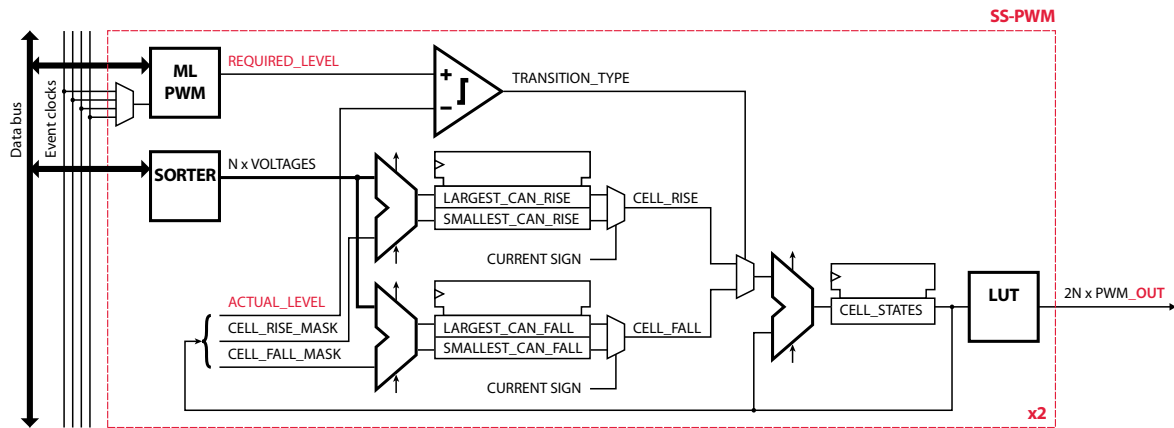 SS-PWM
Data bus
Event clocks
ML
PWM
REQUIRED_LEVEL
+
−
TRANSITION_TYPE
SORTER
N x VOLTAGES
LARGEST_CAN_RISE
SMALLEST_CAN_RISE
CELL_RISE
CURRENT SIGN
ACTUAL_LEVEL
CELL_RISE_MASK
CELL_FALL_MASK
LARGEST_CAN_FALL
SMALLEST_CAN_FALL
CELL_FALL
CURRENT SIGN
CELL_STATES
LUT
2N x PWM_OUT
x2